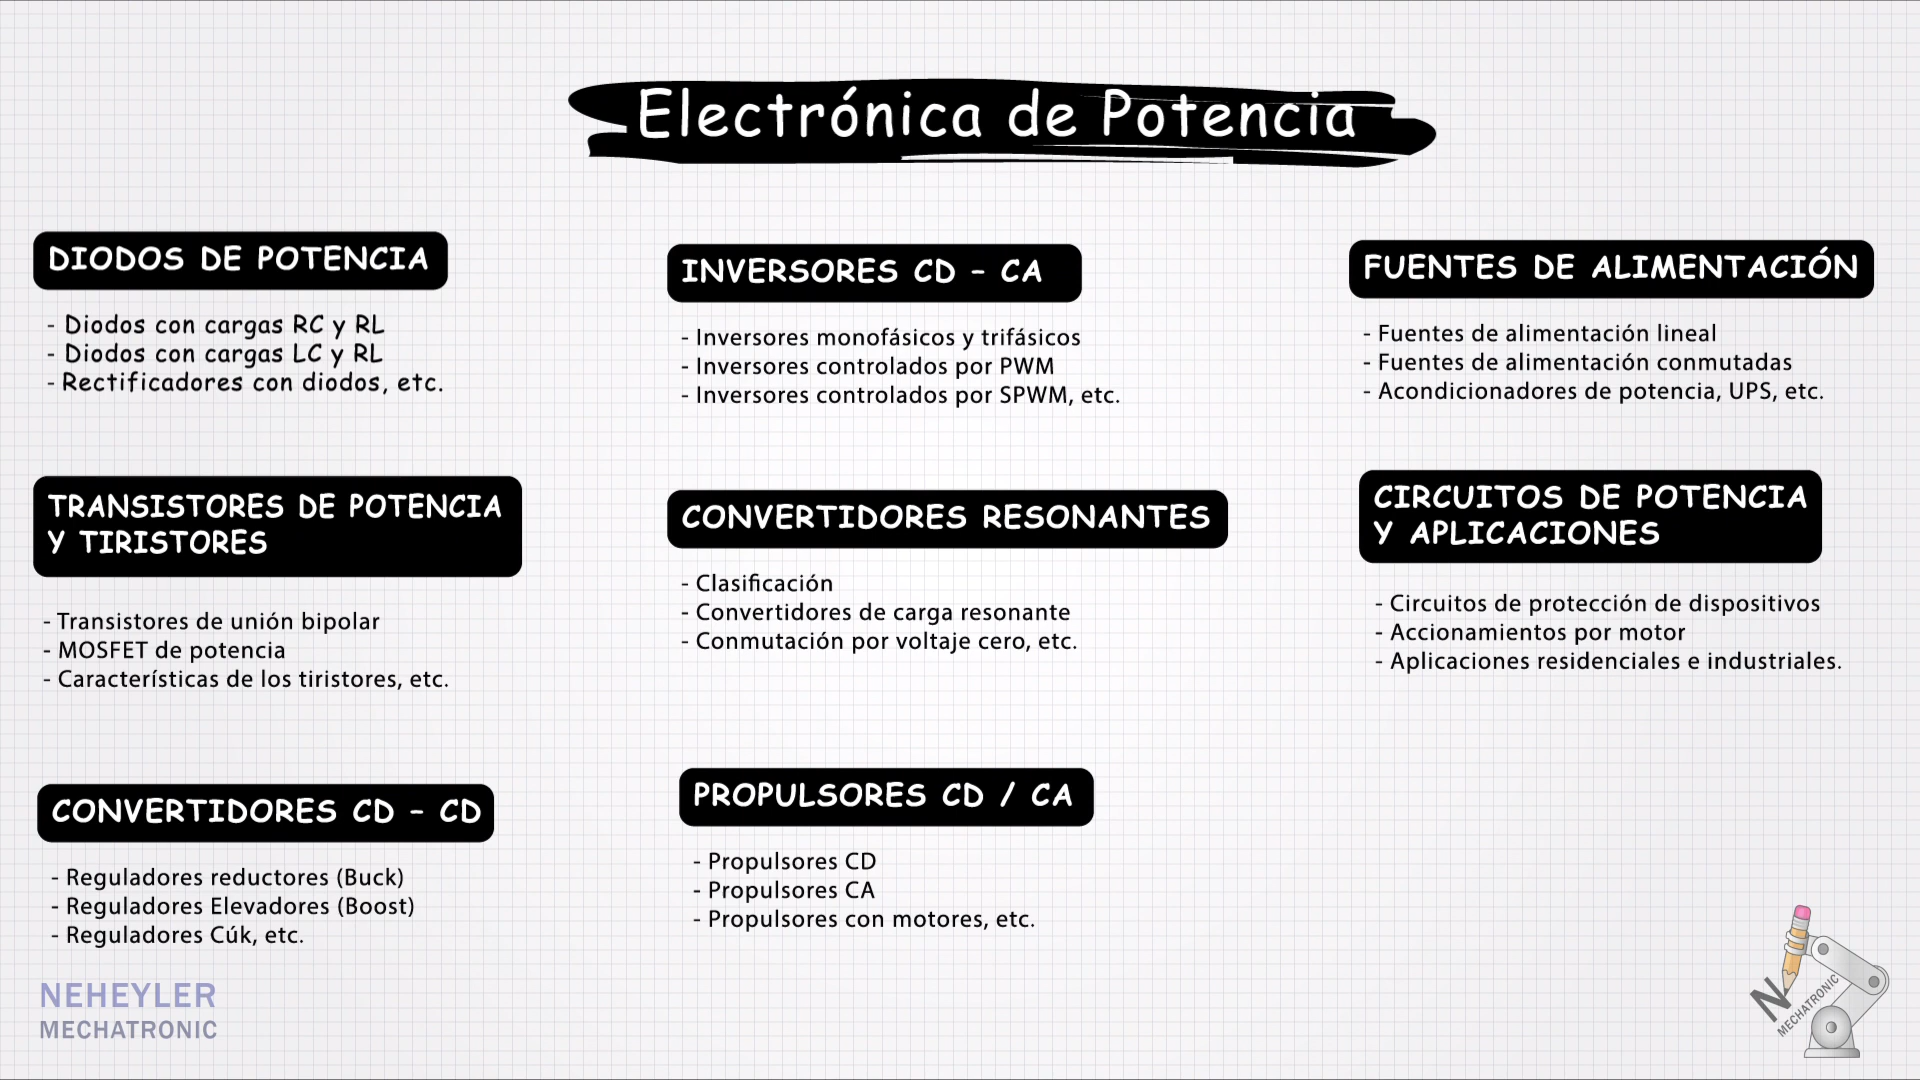 Electrónica de Potencia
DIODOS DE POTENCIA
- Diodos con cargas RC y RL
- Diodos con cargas LC y RL
- Rectificadores con diodos, etc.
TRANSISTORES DE POTENCIA
Y TIRISTORES
- Transistores de unión bipolar
- MOSFET de potencia
- Características de los tiristores, etc.
CONVERTIDORES CD - CD
- Reguladores reductores (Buck)
- Reguladores Elevadores (Boost)
- Reguladores Cúk, etc.
INVERSORES CD - CA
- Inversores monofásicos y trifásicos
- Inversores controlados por PWM
- Inversores controlados por SPWM, etc.
CONVERTIDORES RESONANTES
- Clasificación
- Convertidores de carga resonante
- Conmutación por voltaje cero, etc.
PROPULSORES CD / CA
- Propulsores CD
- Propulsores CA
- Propulsores con motores, etc.
FUENTES DE ALIMENTACIÓN
- Fuentes de alimentación lineal
- Fuentes de alimentación conmutadas
- Acondicionadores de potencia, UPS, etc.
CIRCUITOS DE POTENCIA
Y APLICACIONES
- Circuitos de protección de dispositivos
- Accionamientos por motor
- Aplicaciones residenciales e industriales.
NEHEYLER
MECHATRONIC
N
MECHATRONIC